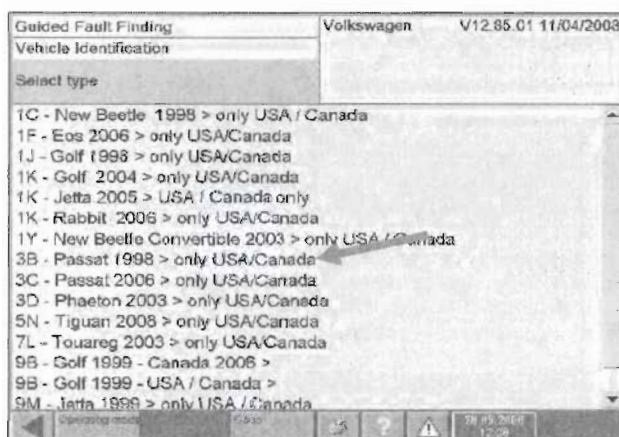 Guided Fault Finding
Volkswagen V12.85.01 11/04/2008
Vehicle Identification
Select type
1C - New Beetle 1998 > only USA / Canada
1F - Eos 2006 > only USA/Canada
1J - Golf 1998 > only USA/Canada
1K - Golf 2004 > only USA/Canada
1K - Jetta 2005 > USA / Canada only
1K - Rabbit 2006 > only USA/Canada
1Y - New Beetle Convertible 2003 > only USA / Canada
3B - Passat 1998 > only USA/Canada
3C - Passat 2006 > only USA/Canada
3D - Phaeton 2003 > only USA/Canada
5N - Tiguan 2008 > only USA/Canada
7L - Touareg 2003 > only USA/Canada
9B - Golf 1999 - Canada 2006 >
9B - Golf 1999 - USA / Canada >
9M - Jetta 1999 > only USA / Canada
Operating mode ?